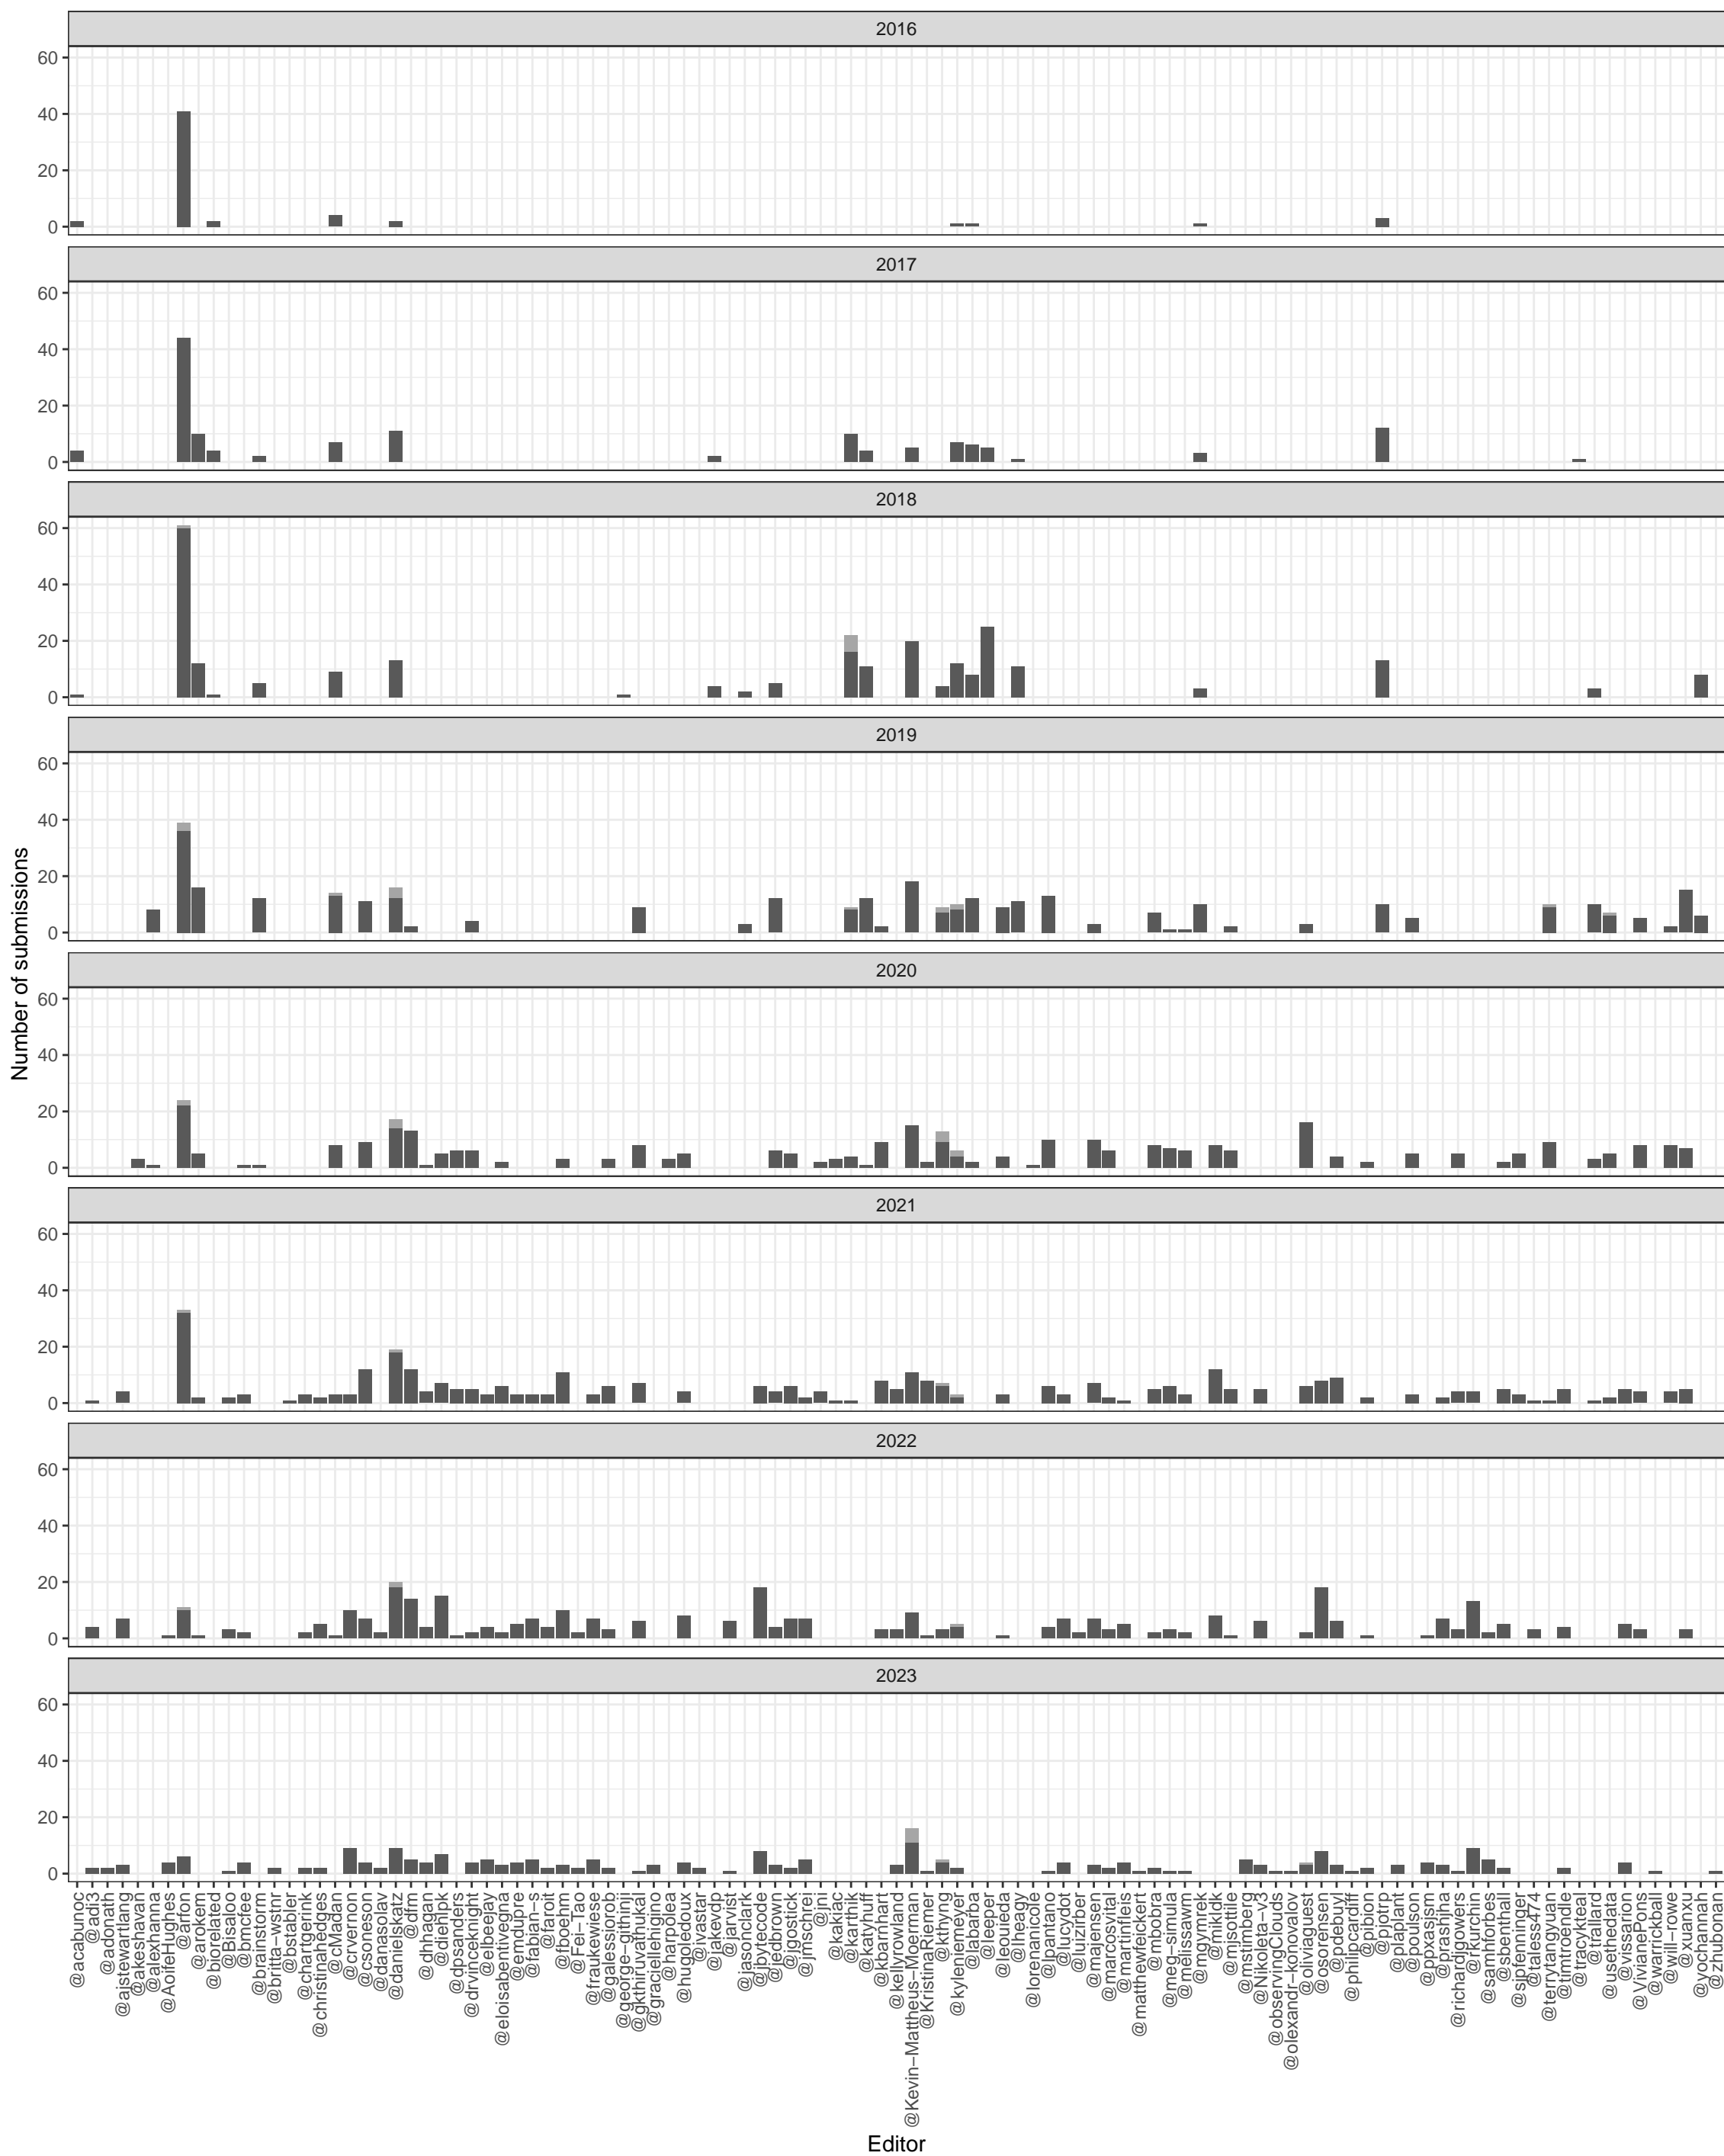 2016
60
40
20
0
2017
60
40
20
0
2018
60
40
20
0
2019
60
40
20
0
2020
60
40
20
0
2021
60
40
20
0
2022
60
40
20
0
2023
60
40
20
0
Number of submissions
@acabunoc
@adi3
@adonath
@ajstewartlang
@akeshavan
@alexhanna
@AoifeHughes
@arfon
@arokem
@biorelated
@Bisaloo
@bmcfee
@brainstorm
@britta−wstnr
@bstabler
@chartgerink
@christinahedges
@cMadan
@crvernon
@csoneson
@danasolav
@danielskatz
@dfm
@dhhagan
@diehlpk
@dpsanders
@drvinceknight
@elbeejay
@eloisabentivegna
@emdupre
@fabian−s
@faroit
@fboehm
@Fei−Tao
@fraukewiese
@galessiorob
@george−githinji
@gkthiruvathukal
@graciellehigino
@harpolea
@hugoledoux
@ivastar
@jakevdp
@jarvist
@jasonclark
@jbytecode
@jedbrown
@jgostick
@jmschrei
@jni
@kakiac
@karthik
@katyhuff
@kbarnhart
@kellyrowland
@Kevin−Mattheus−Moerman
@KristinaRiemer
@kthyng
@kyleniemeyer
@labarba
@leeper
@leouieda
@lheagy
@lorenanicole
@lpantano
@lucydot
@luizirber
@majensen
@marcosvital
@martinfleis
@matthewfeickert
@mbobra
@meg−simula
@melissawm
@mgymrek
@mikldk
@misottile
@mstimberg
@Nikoleta−v3
@observingClouds
@olexandr−konovalov
@oliviaguest
@osorensen
@pdebuyl
@philipcardiff
@pibion
@pjotrp
@plaplant
@poulson
@ppxasjsm
@prashjha
@richardjgowers
@rkurchin
@samhforbes
@sbenthall
@sjpfenninger
@taless474
@terrytangyuan
@timtroendle
@tracykteal
@trallard
@usethedata
@vissarion
@VivianePons
@warrickball
@will−rowe
@xuanxu
@yochannah
@zhubonan
Editor